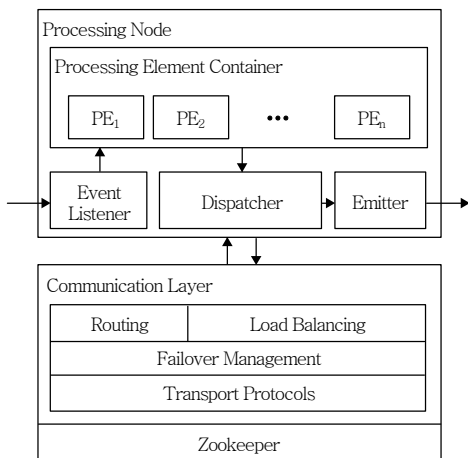 Processing Node
Processing Element Container
PE₁ PE₂ ••• PEₙ
Event
Listener
Dispatcher
Emitter
Communication Layer
Routing
Load Balancing
Failover Management
Transport Protocols
Zookeeper